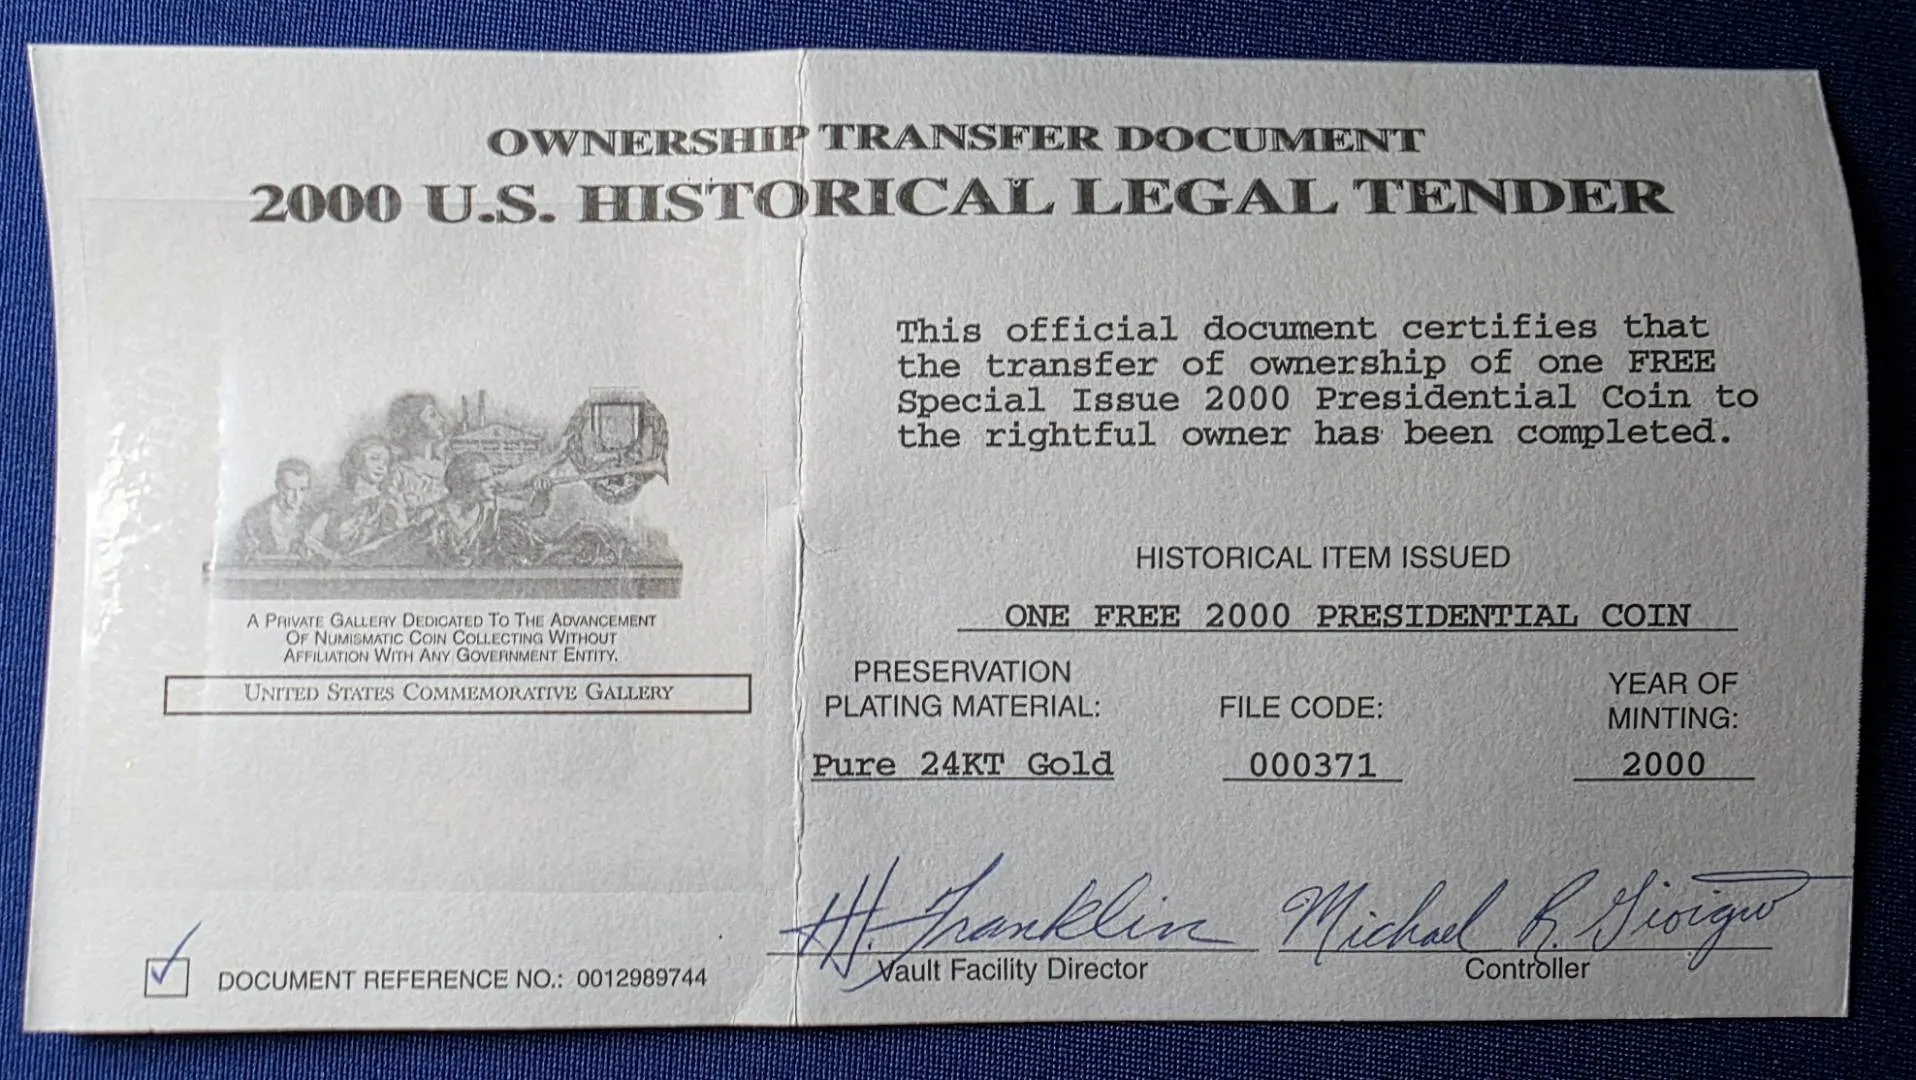 OWNERSHIP TRANSFER DOCUMENT
2000 U.S. HISTORICAL LEGAL TENDER
This official document certifies that
the transfer of ownership of one FREE
Special Issue 2000 Presidential Coin to
the rightful owner has been completed.
A PRIVATE GALLERY DEDICATED TO THE ADVANCEMENT
OF NUMISMATIC COIN COLLECTING WITHOUT
AFFILIATION WITH ANY GOVERNMENT ENTITY.
UNITED STATES COMMEMORATIVE GALLERY
HISTORICAL ITEM ISSUED
ONE FREE 2000 PRESIDENTIAL COIN
PRESERVATION
PLATING MATERIAL:
Pure 24KT Gold
FILE CODE:
000371
YEAR OF
MINTING:
2000
H. Franklin
Vault Facility Director
Michael R.
Controller
DOCUMENT REFERENCE NO.: 0012989744